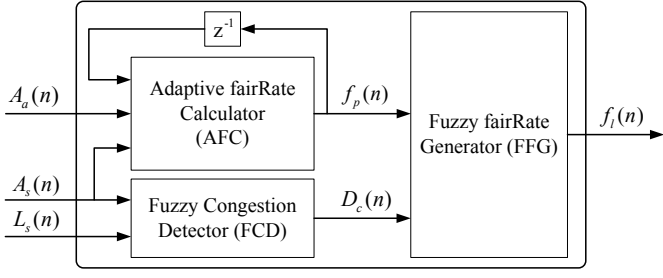 z⁻¹
Adaptive fairRate
Calculator
(AFC)
A_a(n)
f_p(n)
Fuzzy fairRate
Generator (FFG)
f_l(n)
A_s(n)
L_s(n)
Fuzzy Congestion
Detector (FCD)
D_c(n)